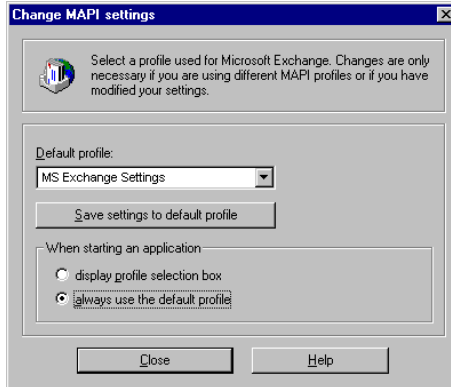 Change MAPI settings
Select a profile used for Microsoft Exchange. Changes are only
necessary if you are using different MAPI profiles or if you have
modified your settings.
Default profile:
MS Exchange Settings
Save settings to default profile
When starting an application
display profile selection box
always use the default profile
Close Help